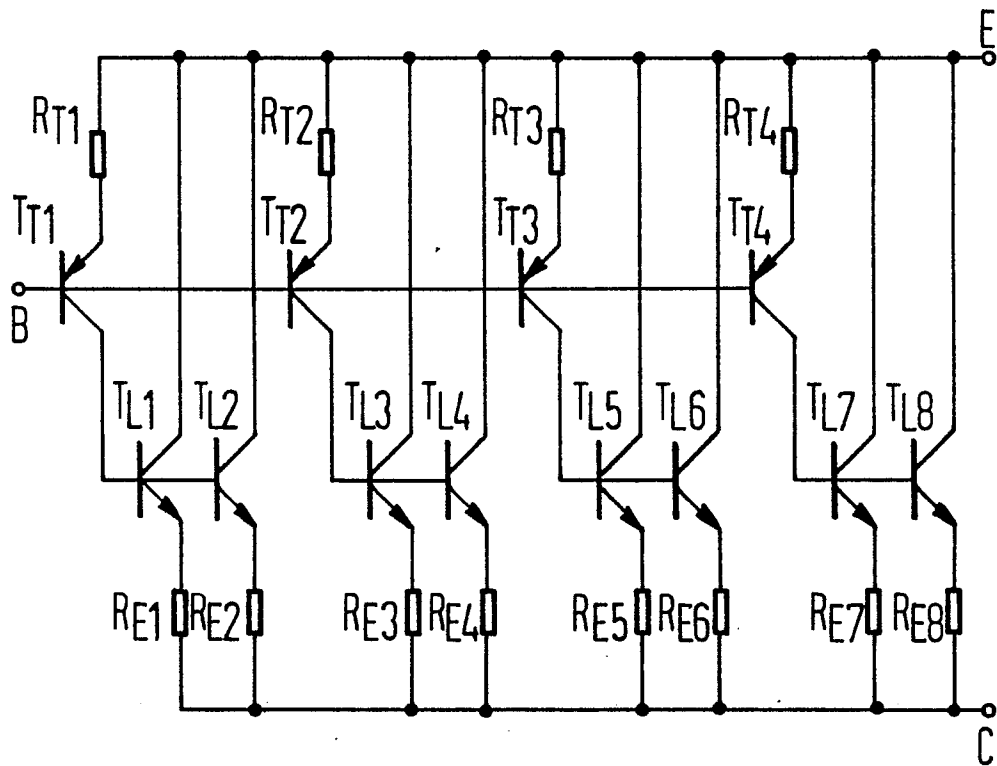 E
RT1 RT2 RT3 RT4
TT1 TT2 TT3 TT4
B
TL1 TL2 TL3 TL4 TL5 TL6 TL7 TL8
RE1 RE2 RE3 RE4 RE5 RE6 RE7 RE8
C